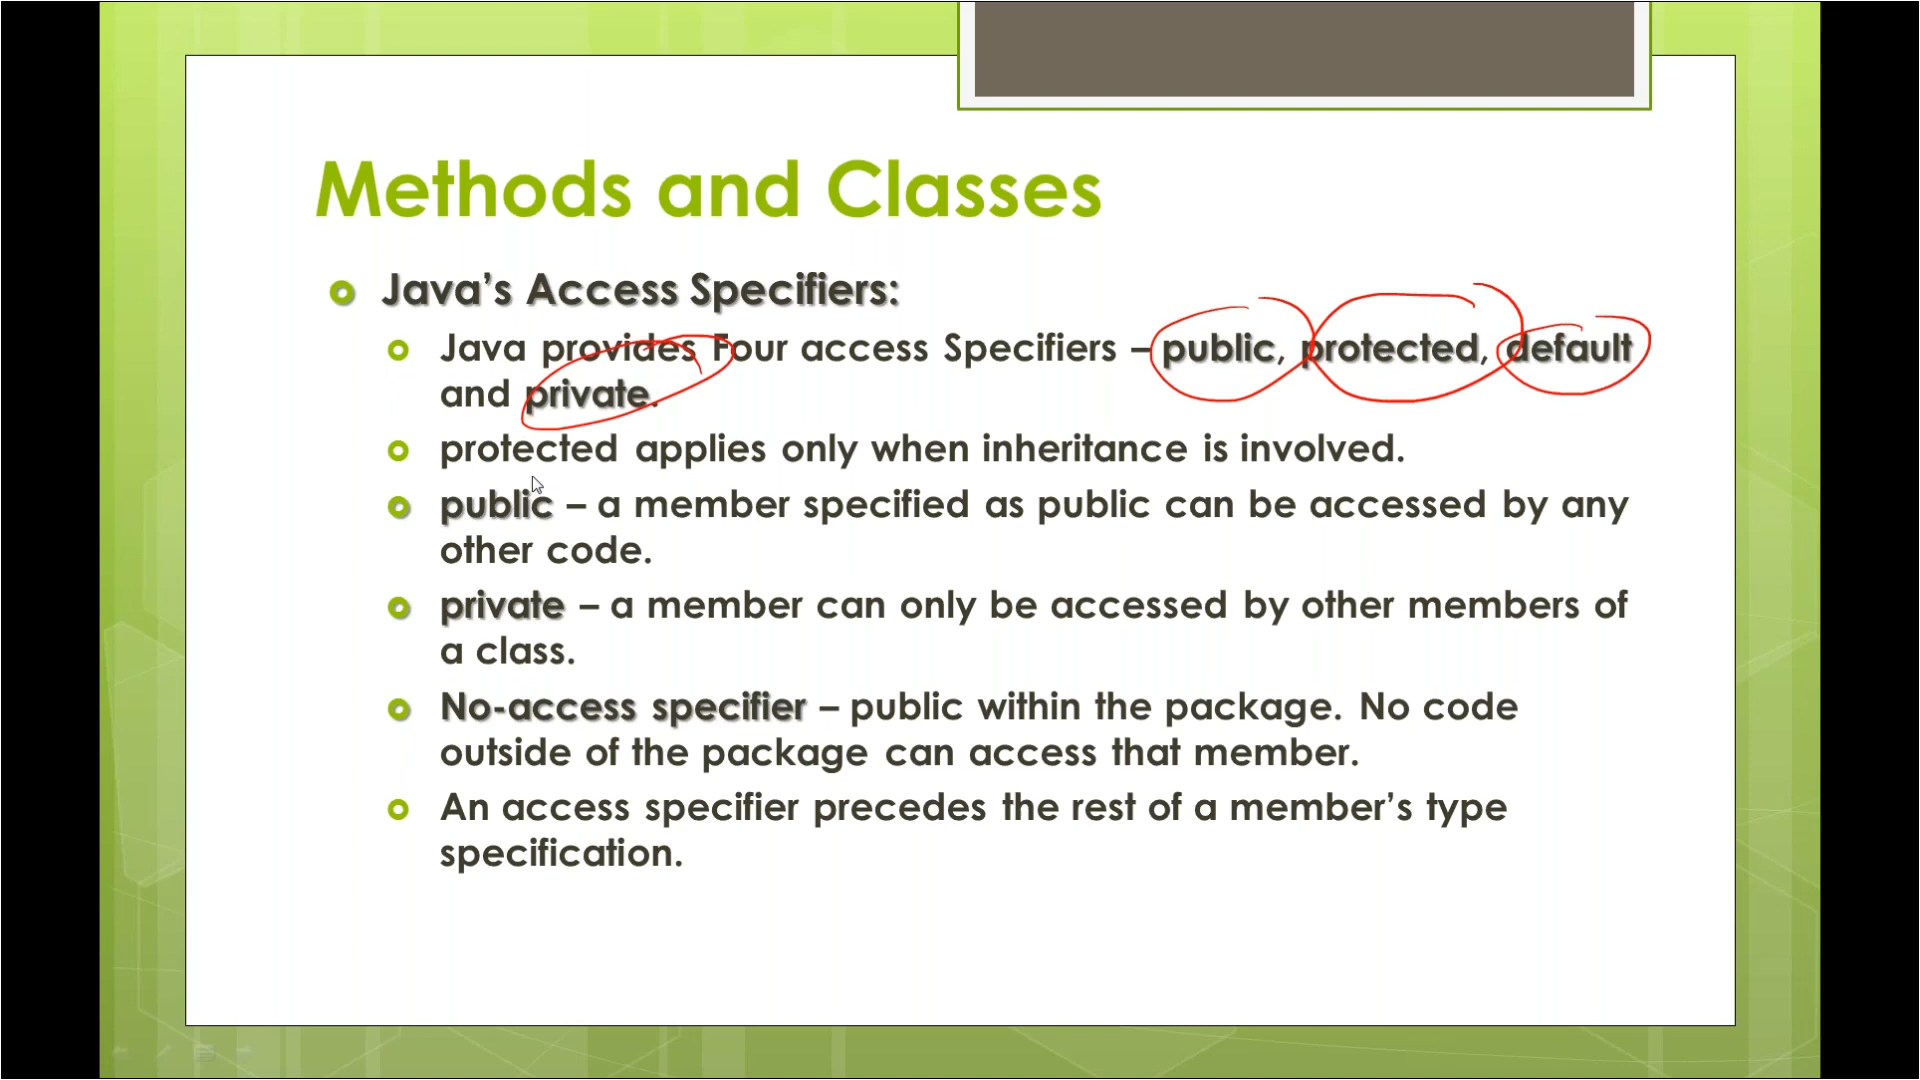 Methods and Classes
Java’s Access Specifiers:
Java provides Four access Specifiers – public, protected, default
and private.
protected applies only when inheritance is involved.
public – a member specified as public can be accessed by any
other code.
private – a member can only be accessed by other members of
a class.
No-access specifier – public within the package. No code
outside of the package can access that member.
An access specifier precedes the rest of a member’s type
specification.